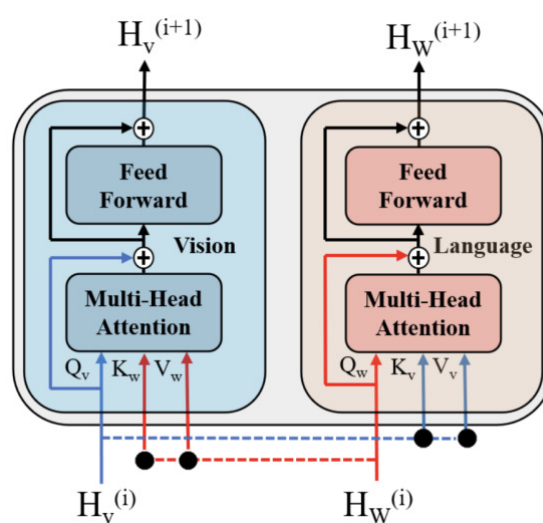 H_v^(i+1) H_W^(i+1)
Feed
Forward
Feed
Forward
Vision
Language
Multi-Head
Attention
Multi-Head
Attention
Q_v K_w V_w
Q_w K_v V_v
H_v^(i) H_W^(i)